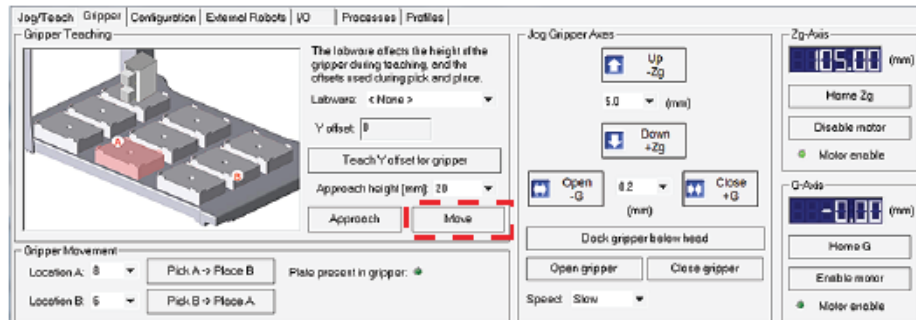 Jog/Teach Gripper Configuration External Robots I/O Processes Profiles
Gripper Teaching
The labware affects the height of the
gripper during teaching, and the
offsets used during pick and place.
Labware: < None >
Y offset: 0
Teach Y offset for gripper
Approach height [mm]: 20
Approach Move
A
B
Gripper Movement
Location A: 8 Pick A -> Place B Plate present in gripper:
Location B: 6 Pick B -> Place A
Jog Gripper Axes
Up
-Zg
5.0 (mm)
Down
+Zg
Open
-G
0.2
(mm)
Close
+G
Dock gripper below head
Open gripper Close gripper
Speed: Slow
Zg-Axis
105.00 (mm)
Home Zg
Disable motor
Motor enable
G-Axis
-0.00 (mm)
Home G
Enable motor
Motor enable